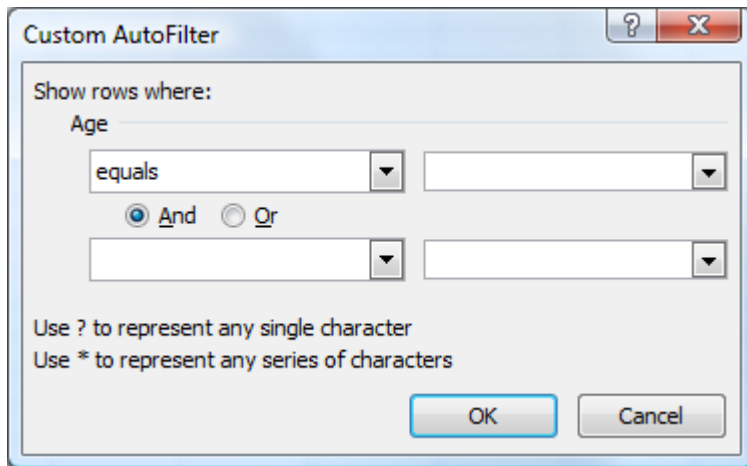 Custom AutoFilter ?
Show rows where:
Age
equals
And Or
Use ? to represent any single character
Use * to represent any series of characters
OK Cancel